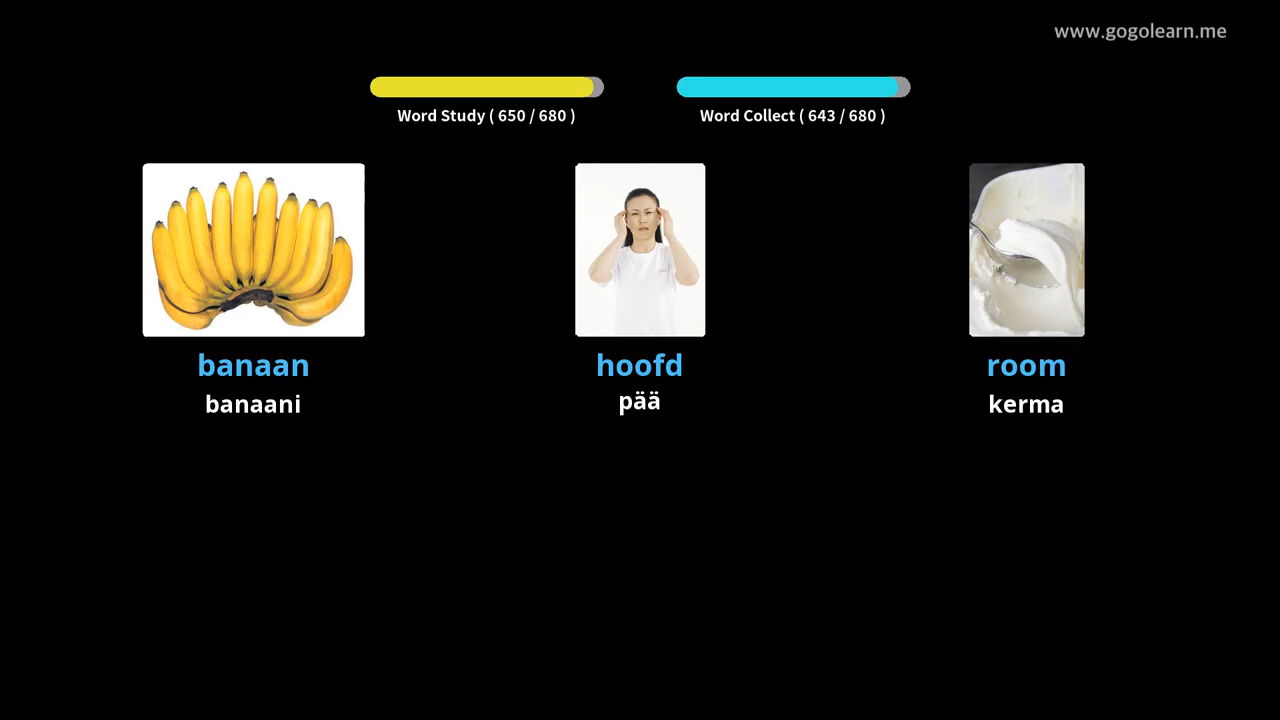 www.gogolearn.me
Word Study ( 650 / 680 )
Word Collect ( 643 / 680 )
banaan
banaani
hoofd
pää
room
kerma